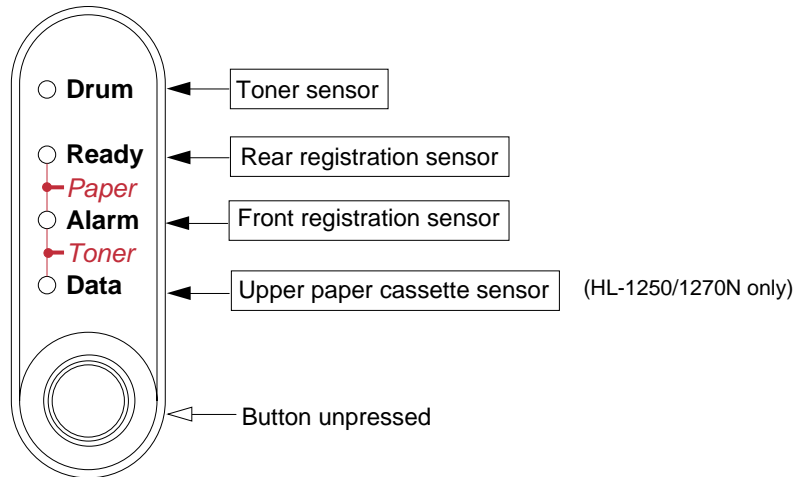 Drum
Toner sensor
Ready
Rear registration sensor
Paper
Alarm
Front registration sensor
Toner
Data
Upper paper cassette sensor
(HL-1250/1270N only)
Button unpressed